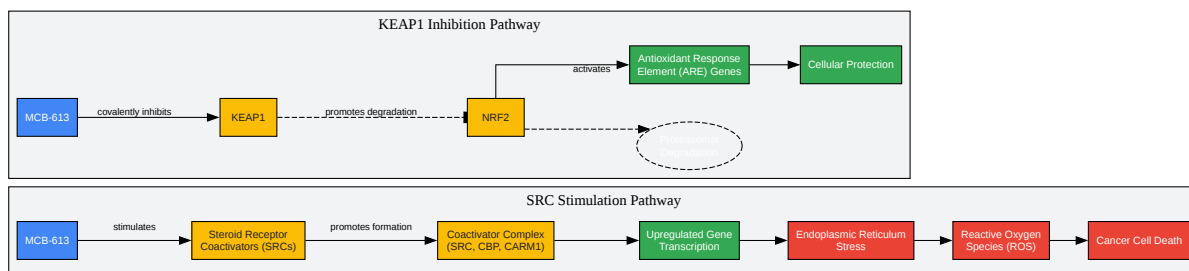 KEAP1 Inhibition Pathway
Antioxidant Response
Element (ARE) Genes
Cellular Protection
activates
MCB-613
covalently inhibits
KEAP1
promotes degradation
NRF2
Proteasomal
Degradation
SRC Stimulation Pathway
MCB-613
stimulates
Steroid Receptor
Coactivators (SRCs)
promotes formation
Coactivator Complex
(SRC, CBP, CARM1)
Upregulated Gene
Transcription
Endoplasmic Reticulum
Stress
Reactive Oxygen
Species (ROS)
Cancer Cell Death